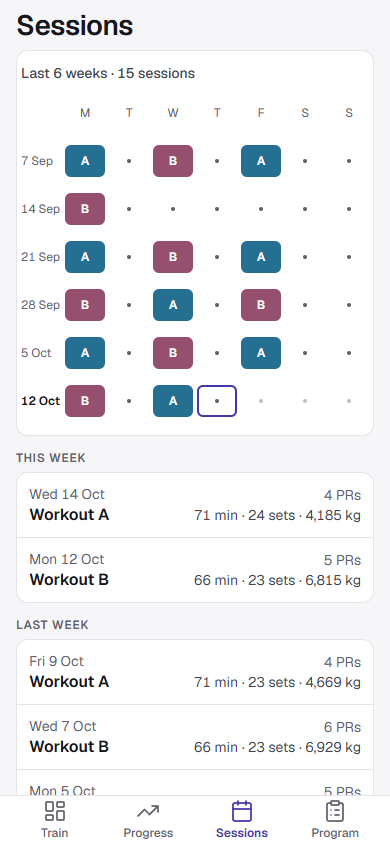 Sessions
Last 6 weeks · 15 sessions
M T W T F S S
7 Sep A B A
14 Sep B
21 Sep A B A
28 Sep B A B
5 Oct A B A
12 Oct B A
THIS WEEK
Wed 14 Oct 4 PRs
Workout A 71 min · 24 sets · 4,185 kg
Mon 12 Oct 5 PRs
Workout B 66 min · 23 sets · 6,815 kg
LAST WEEK
Fri 9 Oct 4 PRs
Workout A 71 min · 23 sets · 4,669 kg
Wed 7 Oct 6 PRs
Workout B 66 min · 23 sets · 6,929 kg
Mon 5 Oct 5 PRs
Train Progress Sessions Program